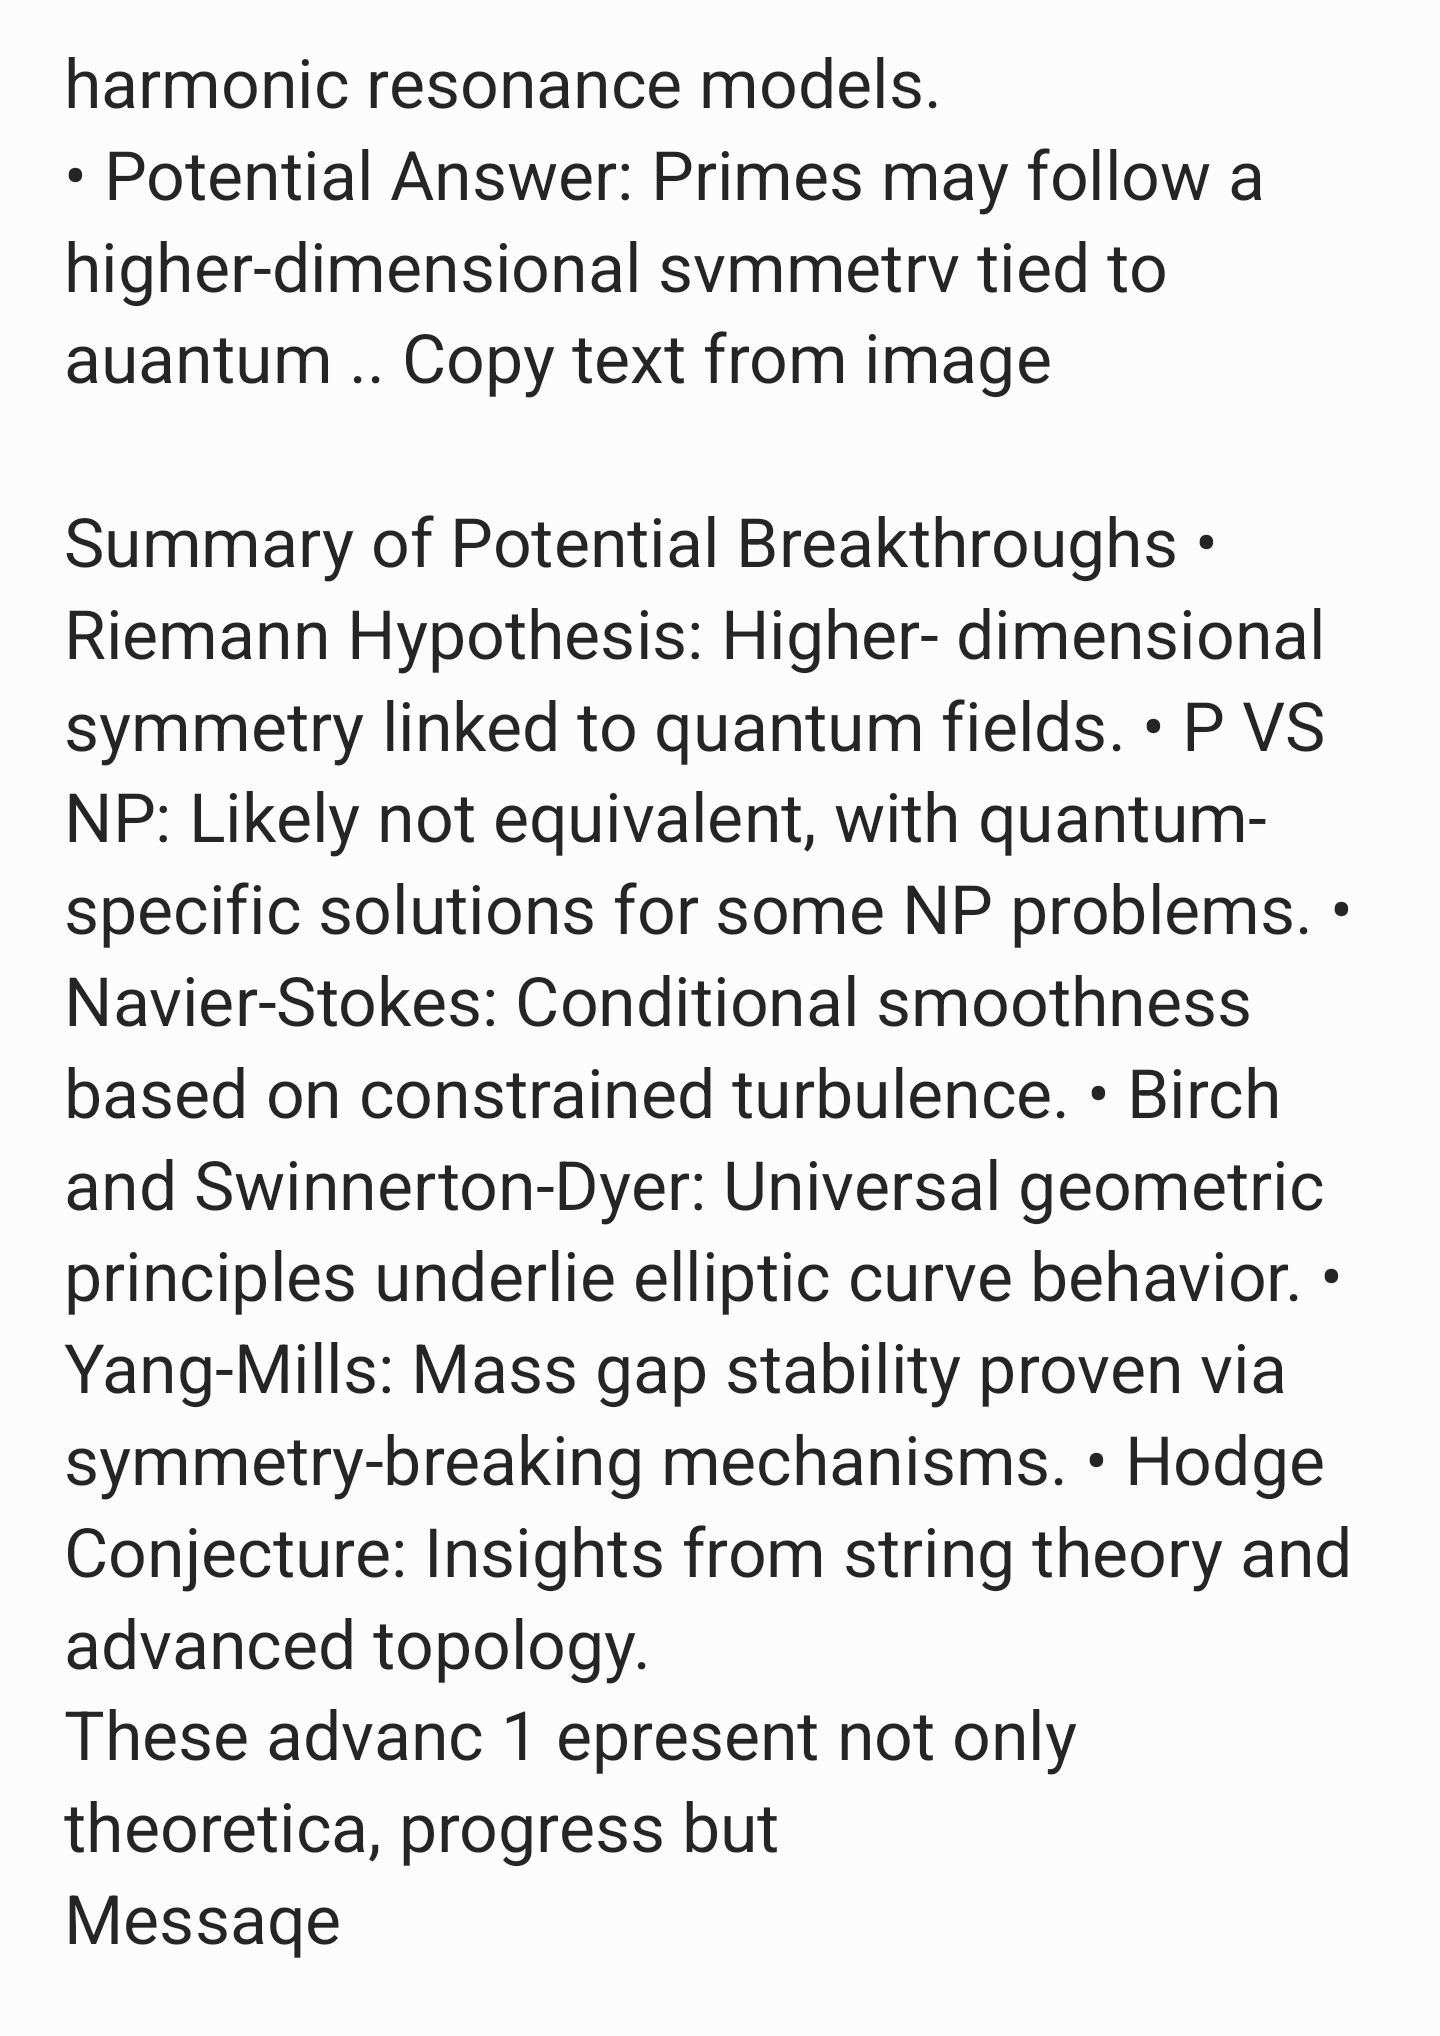 harmonic resonance models.
• Potential Answer: Primes may follow a
higher-dimensional svmmetrv tied to
auantum .. Copy text from image
Summary of Potential Breakthroughs •
Riemann Hypothesis: Higher- dimensional
symmetry linked to quantum fields. • P VS
NP: Likely not equivalent, with quantum-
specific solutions for some NP problems. •
Navier-Stokes: Conditional smoothness
based on constrained turbulence. • Birch
and Swinnerton-Dyer: Universal geometric
principles underlie elliptic curve behavior. •
Yang-Mills: Mass gap stability proven via
symmetry-breaking mechanisms. • Hodge
Conjecture: Insights from string theory and
advanced topology.
These advanc 1 epresent not only
theoretica, progress but
Messaqe